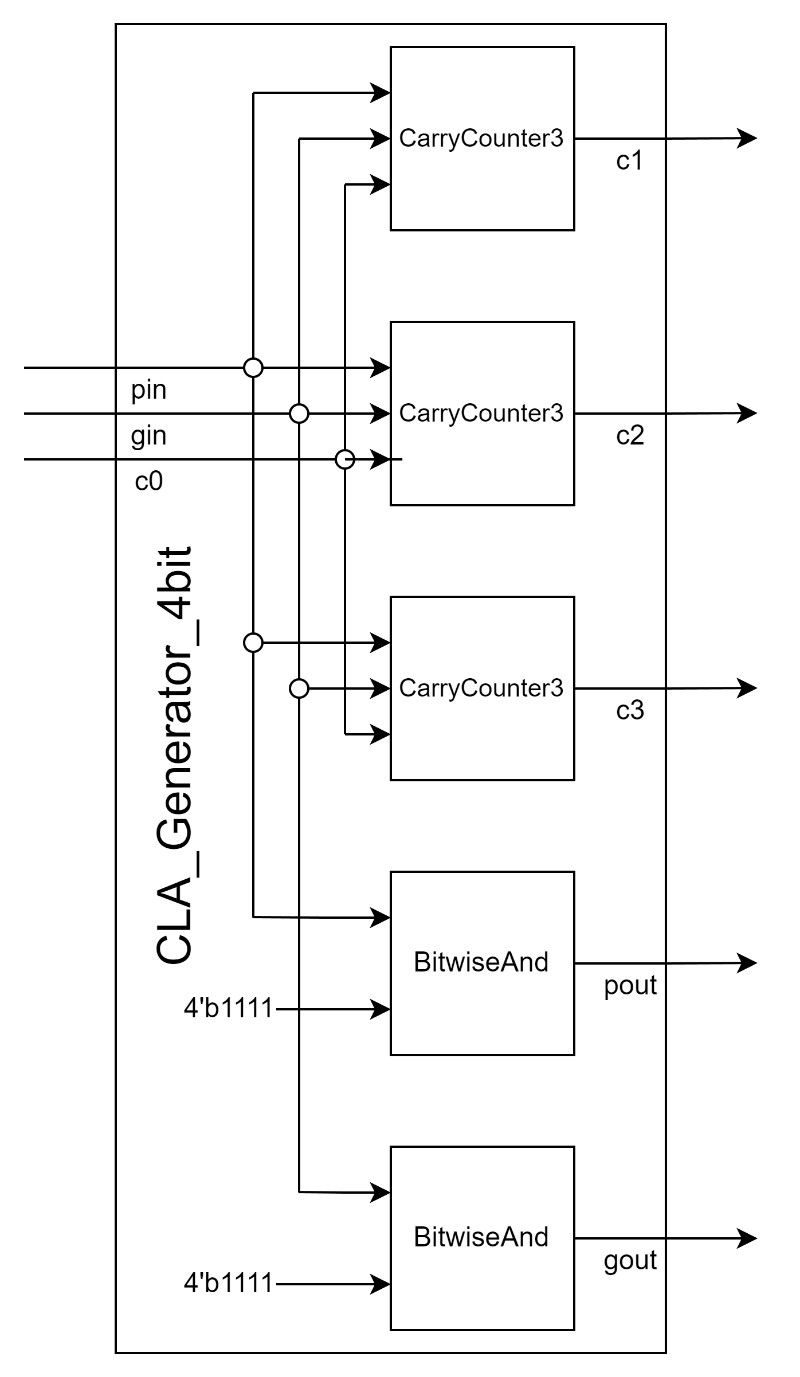 CarryCounter3
c1
pin
gin
c0
CarryCounter3
c2
CLA_Generator_4bit
CarryCounter3
c3
BitwiseAnd
4'b1111
pout
BitwiseAnd
4'b1111
gout